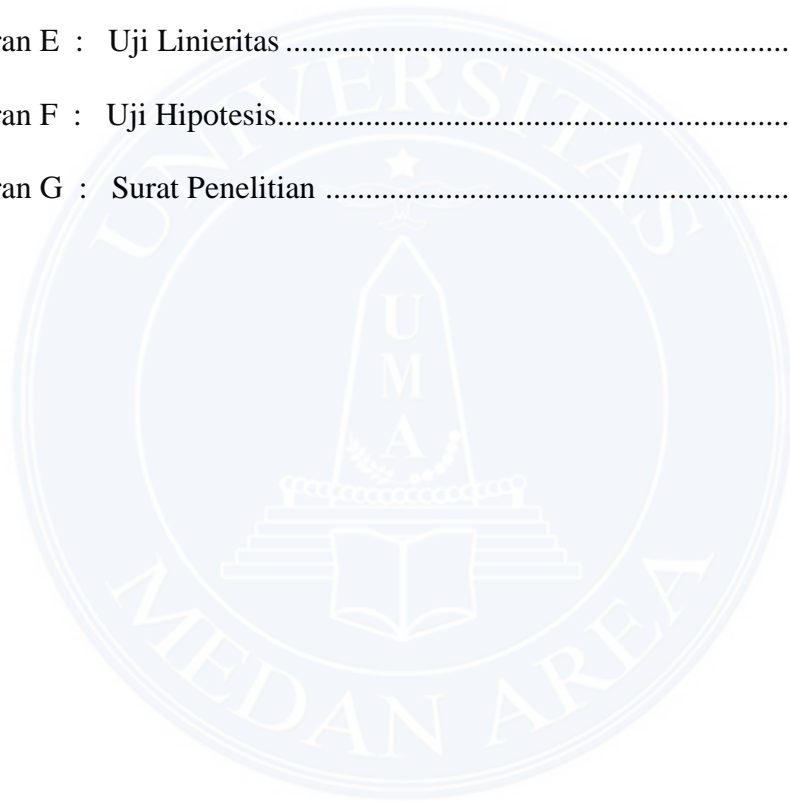 ran E : Uji Linieritas ..............................................................
ran F : Uji Hipotesis...............................................................
ran G : Surat Penelitian .........................................................
UNIVERSITAS
U
M
A
MEDAN AREA